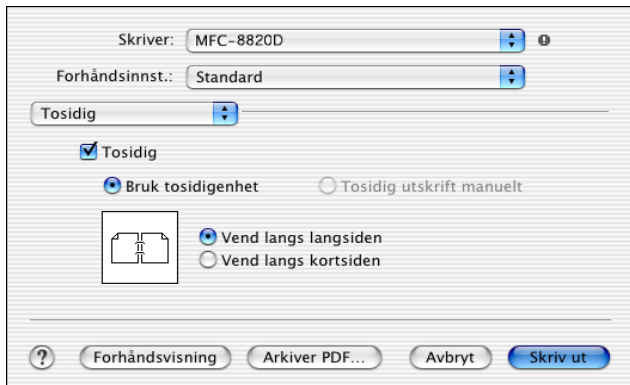 Skriver: MFC-8820D
Forhåndsinnst.: Standard
Tosidig
Tosidig
Bruk tosidigenhet Tosidig utskrift manuelt
Vend langs langsiden
Vend langs kortsiden
? Forhåndsvisning Arkiver PDF... Avbryt Skriv ut